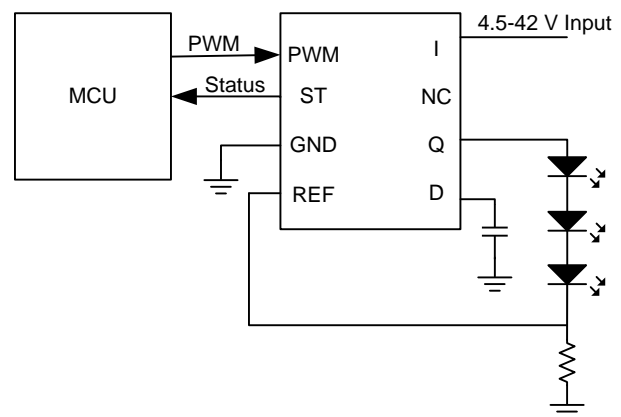 4.5-42 V Input
PWM
PWM
I
MCU
Status
ST
NC
GND
Q
REF
D